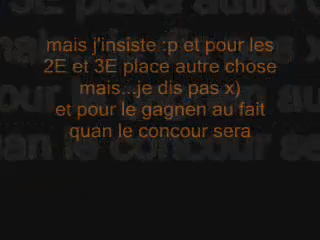 mais j'insiste :p et pour les
2E et 3E place autre chose
mais...je dis pas x)
et pour le gagnen au fait
quan le concour sera